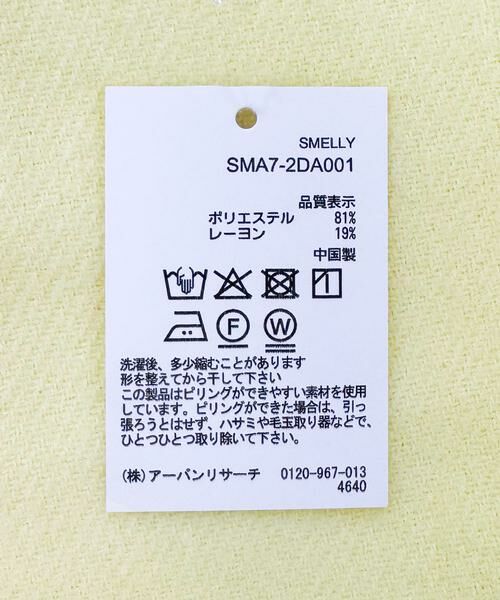 SMELLY
SMA7-2DA001
品質表示
ポリエステル 81%
レーヨン 19%
中国製
F W
洗濯後、多少縮むことがあります
形を整えてから干して下さい
この製品はピリングができやすい素材を使用
しています。ピリングができた場合は、引っ
張ろうとはせず、ハサミや毛玉取り器などで、
ひとつひとつ取り除いて下さい。
(株)アーバンリサーチ 0120-967-013
4640